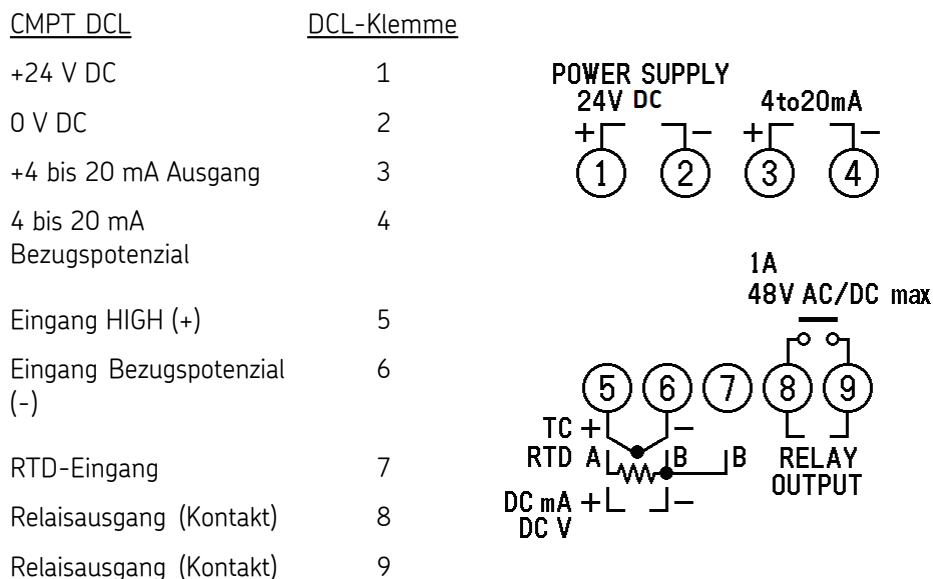 CMPT DCL DCL-Klemme
+24 V DC 1
0 V DC 2
+4 bis 20 mA Ausgang 3
4 bis 20 mA 4
Bezugspotenzial
Eingang HIGH (+) 5
Eingang Bezugspotenzial 6
(-)
RTD-Eingang 7
Relaisausgang (Kontakt) 8
Relaisausgang (Kontakt) 9
POWER SUPPLY
24V DC 4to20mA
+ − + −
1 2 3 4
1A
48V AC/DC max
5 6 7 8 9
TC + −
RTD A B B RELAY
OUTPUT
DC mA + −
DC V